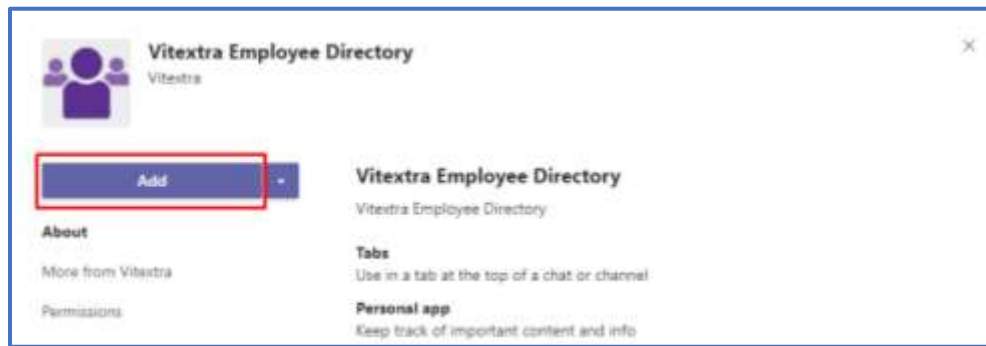 Vitextra Employee Directory
Vitextra
Add
About
More from Vitextra
Permissions
Vitextra Employee Directory
Vitextra Employee Directory
Tabs
Use in a tab at the top of a chat or channel
Personal app
Keep track of important content and info